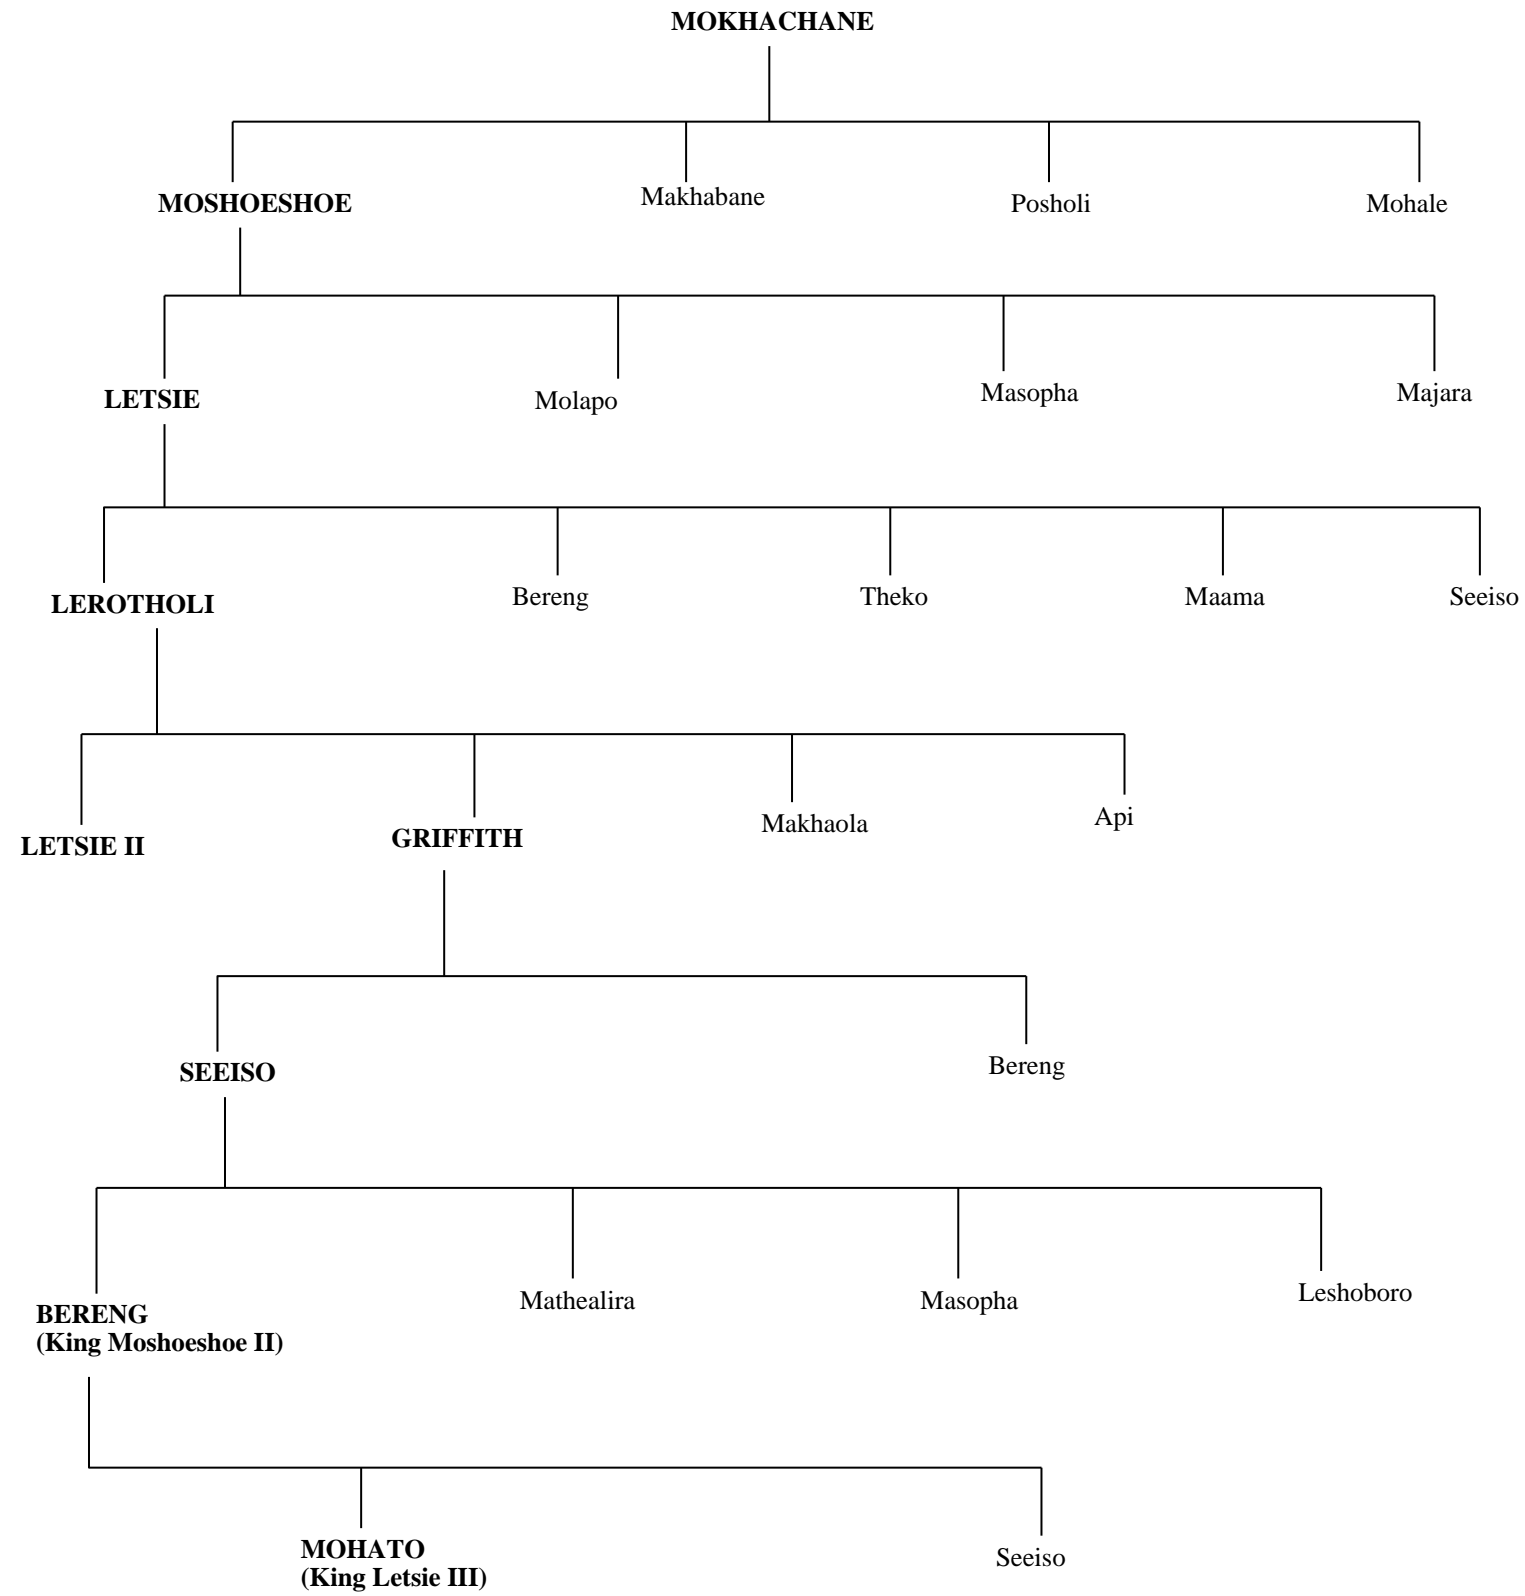 MOKHACHANE
MOSHOESHOE
Makhabane
Posholi
Mohale
LETSIE
Molapo
Masopha
Majara
LEROTHOLI
Bereng
Theko
Maama
Seeiso
LETSIE II
GRIFFITH
Makhaola
Api
SEEISO
Bereng
BERENG
(King Moshoeshoe II)
Mathealira
Masopha
Leshoboro
MOHATO
(King Letsie III)
Seeiso